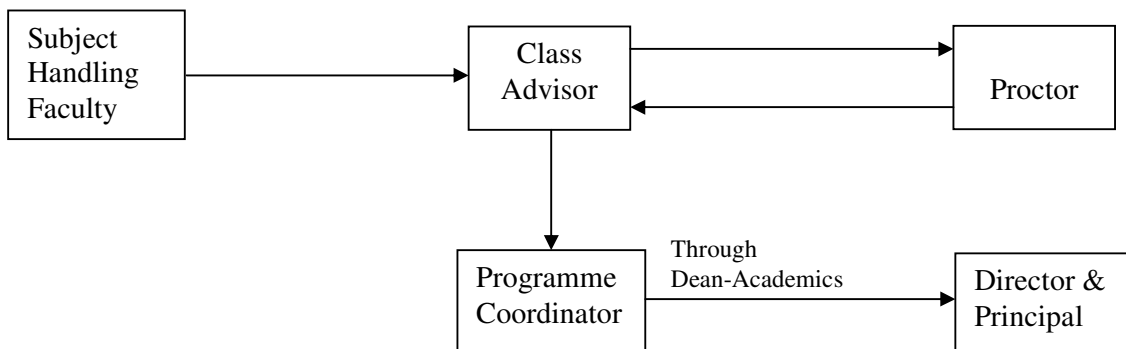 Subject
Handling
Faculty
Class
Advisor
Proctor
Programme
Coordinator
Through
Dean-Academics
Director &
Principal